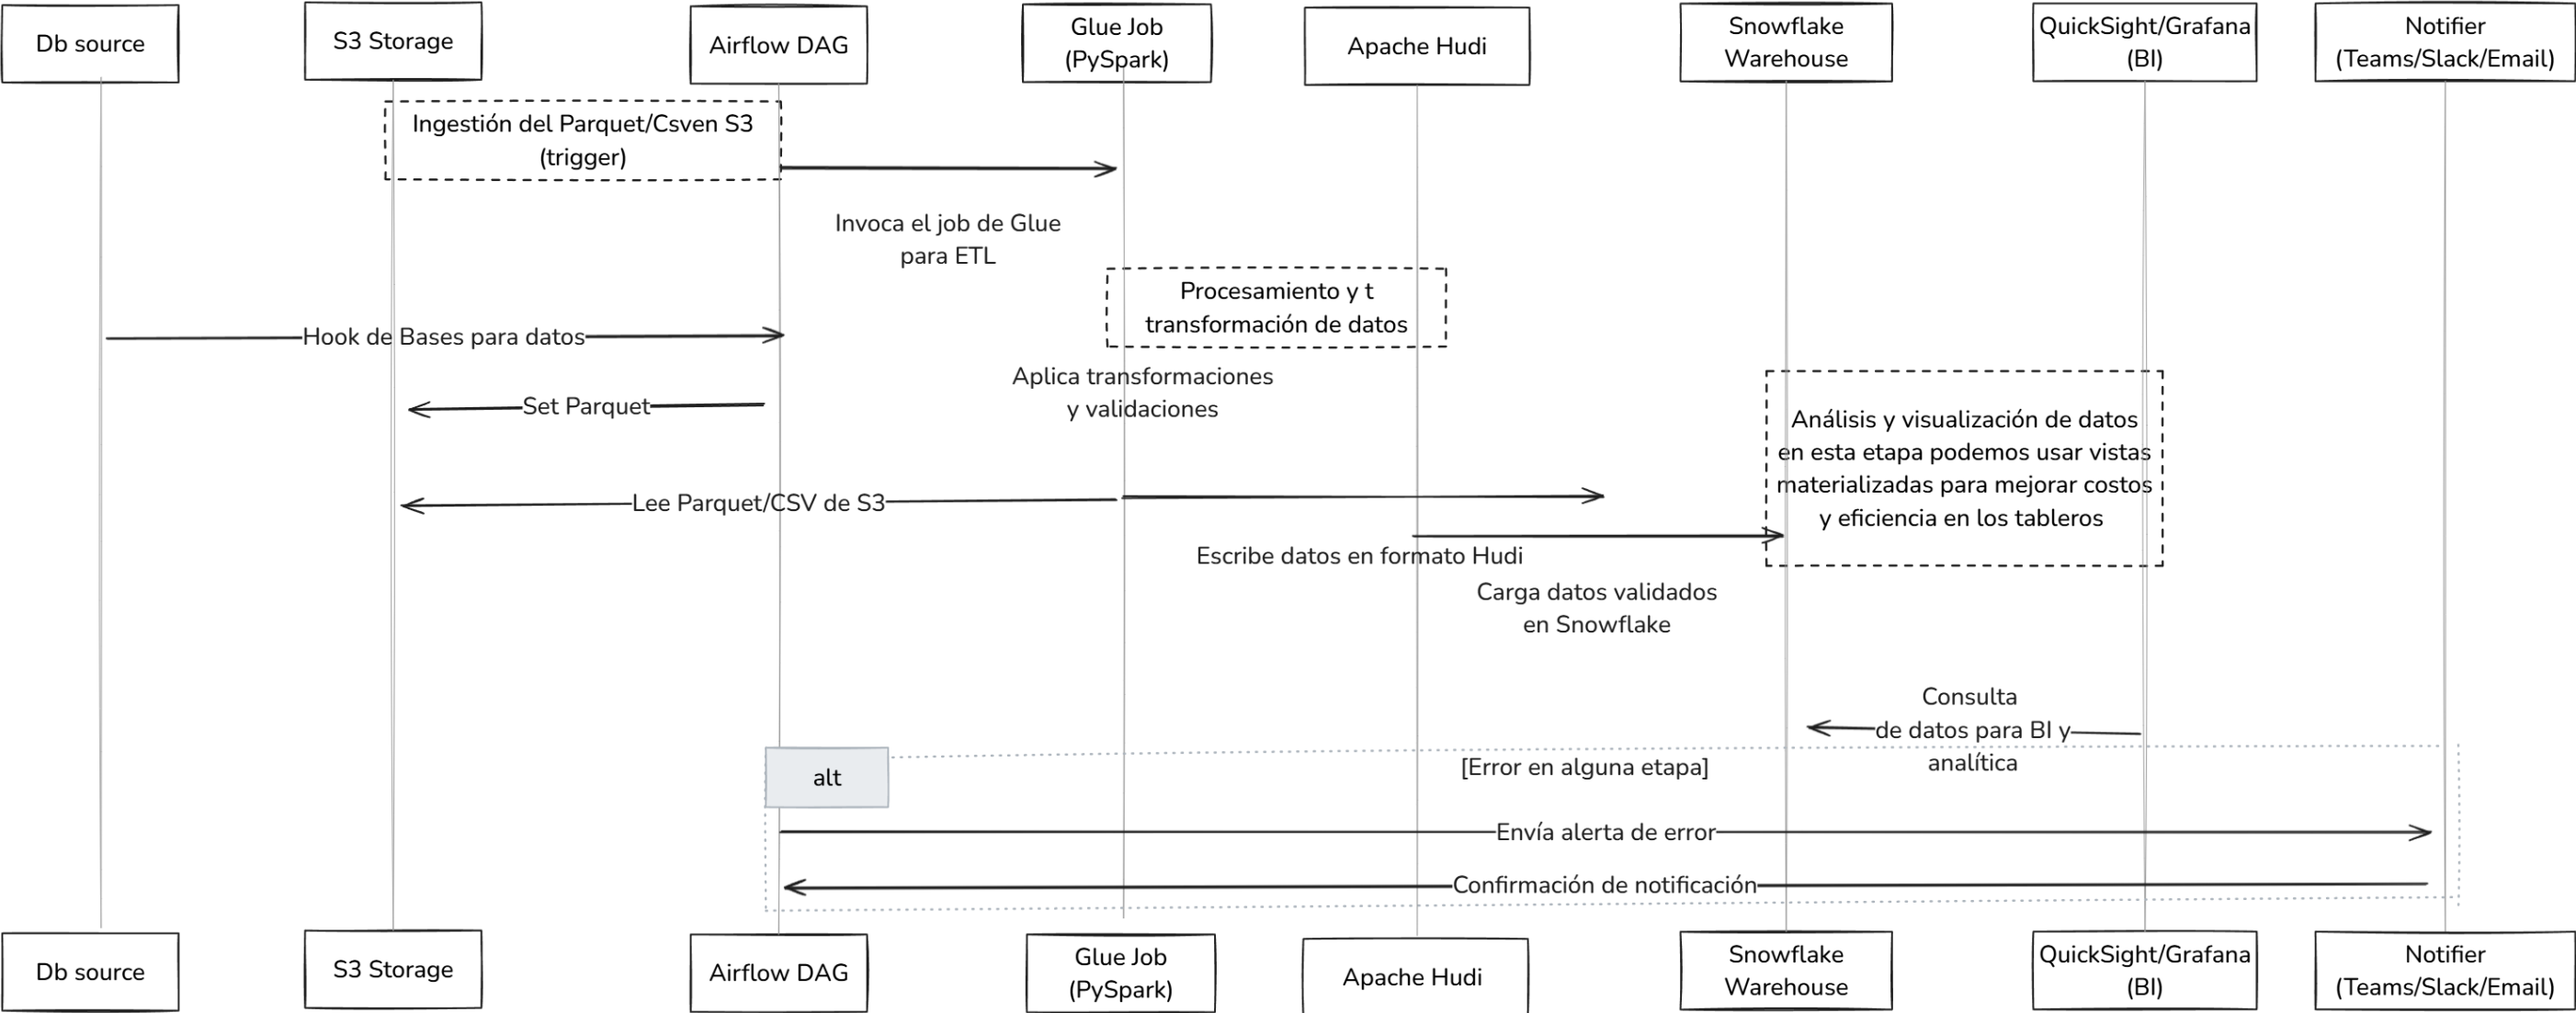 Db source
S3 Storage
Airflow DAG
Glue Job
(PySpark)
Apache Hudi
Snowflake
Warehouse
QuickSight/Grafana
(BI)
Notifier
(Teams/Slack/Email)
Ingestión del Parquet/Csven S3
(trigger)
Invoca el job de Glue
para ETL
Procesamiento y t
transformación de datos
Hook de Bases para datos
Aplica transformaciones
y validaciones
Set Parquet
Análisis y visualización de datos
en esta etapa podemos usar vistas
materializadas para mejorar costos
y eficiencia en los tableros
Lee Parquet/CSV de S3
Escribe datos en formato Hudi
Carga datos validados
en Snowflake
Consulta
de datos para BI y
analítica
alt
[Error en alguna etapa]
Envía alerta de error
Confirmación de notificación
Db source
S3 Storage
Airflow DAG
Glue Job
(PySpark)
Apache Hudi
Snowflake
Warehouse
QuickSight/Grafana
(BI)
Notifier
(Teams/Slack/Email)